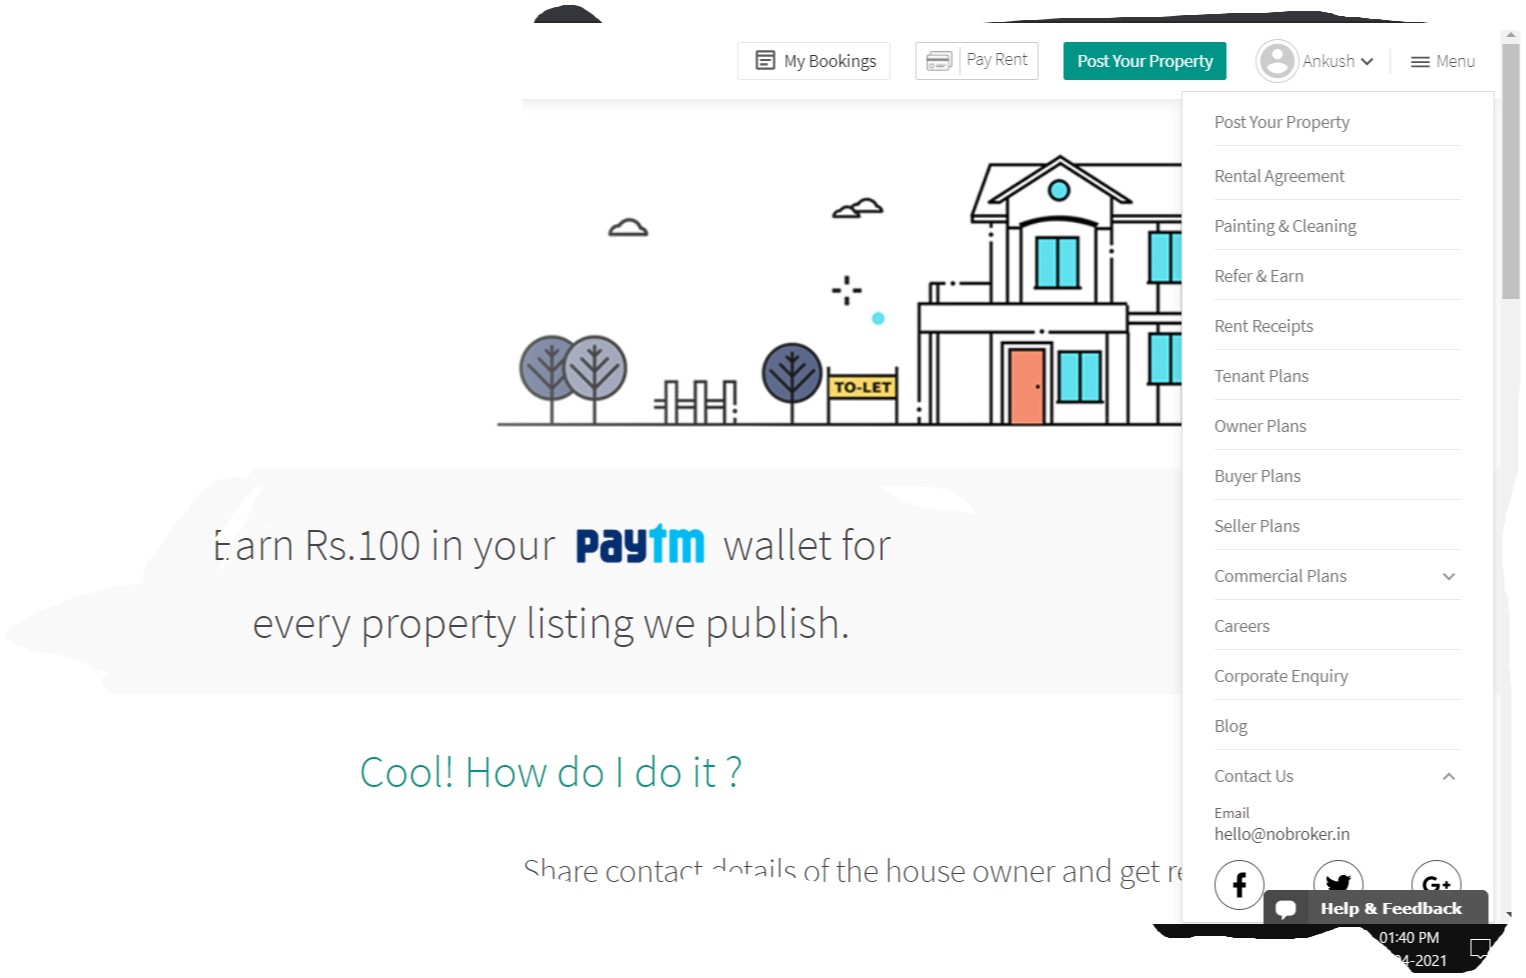 My Bookings
Pay Rent
Post Your Property
Ankush
Menu
Post Your Property
Rental Agreement
Painting & Cleaning
Refer & Earn
Rent Receipts
Tenant Plans
Owner Plans
Buyer Plans
Seller Plans
Commercial Plans
Careers
Corporate Enquiry
Blog
Contact Us
Email
hello@nobroker.in
G+
Help & Feedback
TO-LET
Earn Rs.100 in your paytm wallet for
every property listing we publish.
Cool! How do I do it ?
Share contact details of the house owner and get
01:40 PM
04-2021